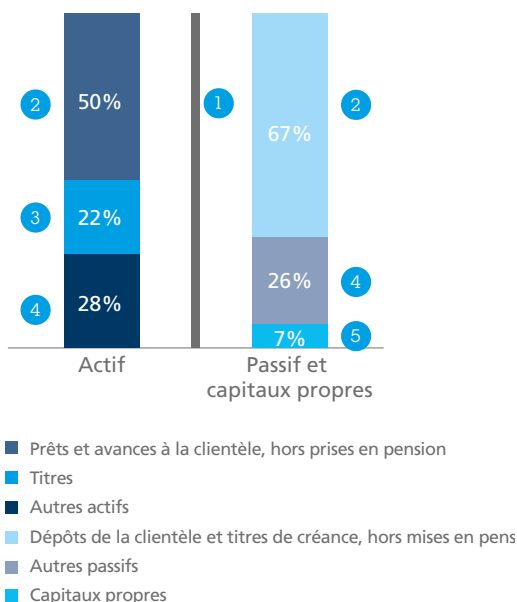 2
50%
1
2
67%
3
22%
4
28%
26%
4
7%
5
Actif
Passif et
capitaux propres
Prêts et avances à la clientèle, hors prises en pension
Titres
Autres actifs
Dépôts de la clientèle et titres de créance, hors mises en pens
Autres passifs
Capitaux propres